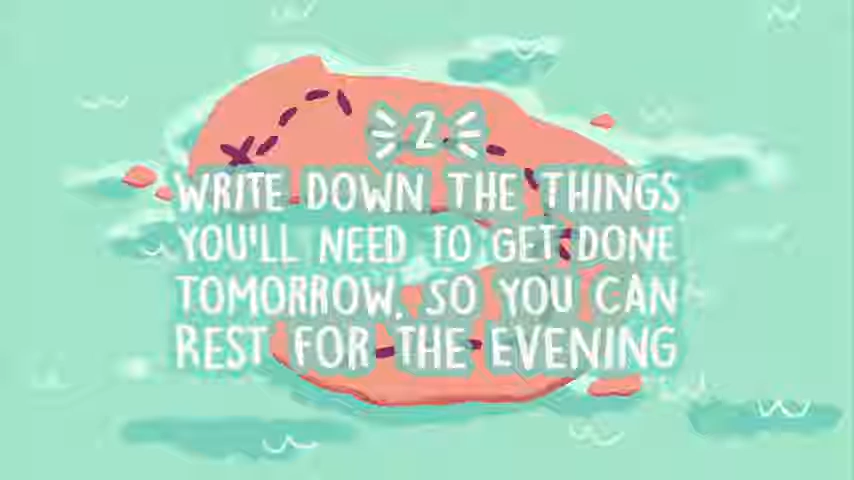 2
WRITE DOWN THE THINGS
YOU'LL NEED TO GET DONE
TOMORROW, SO YOU CAN
REST FOR THE EVENING